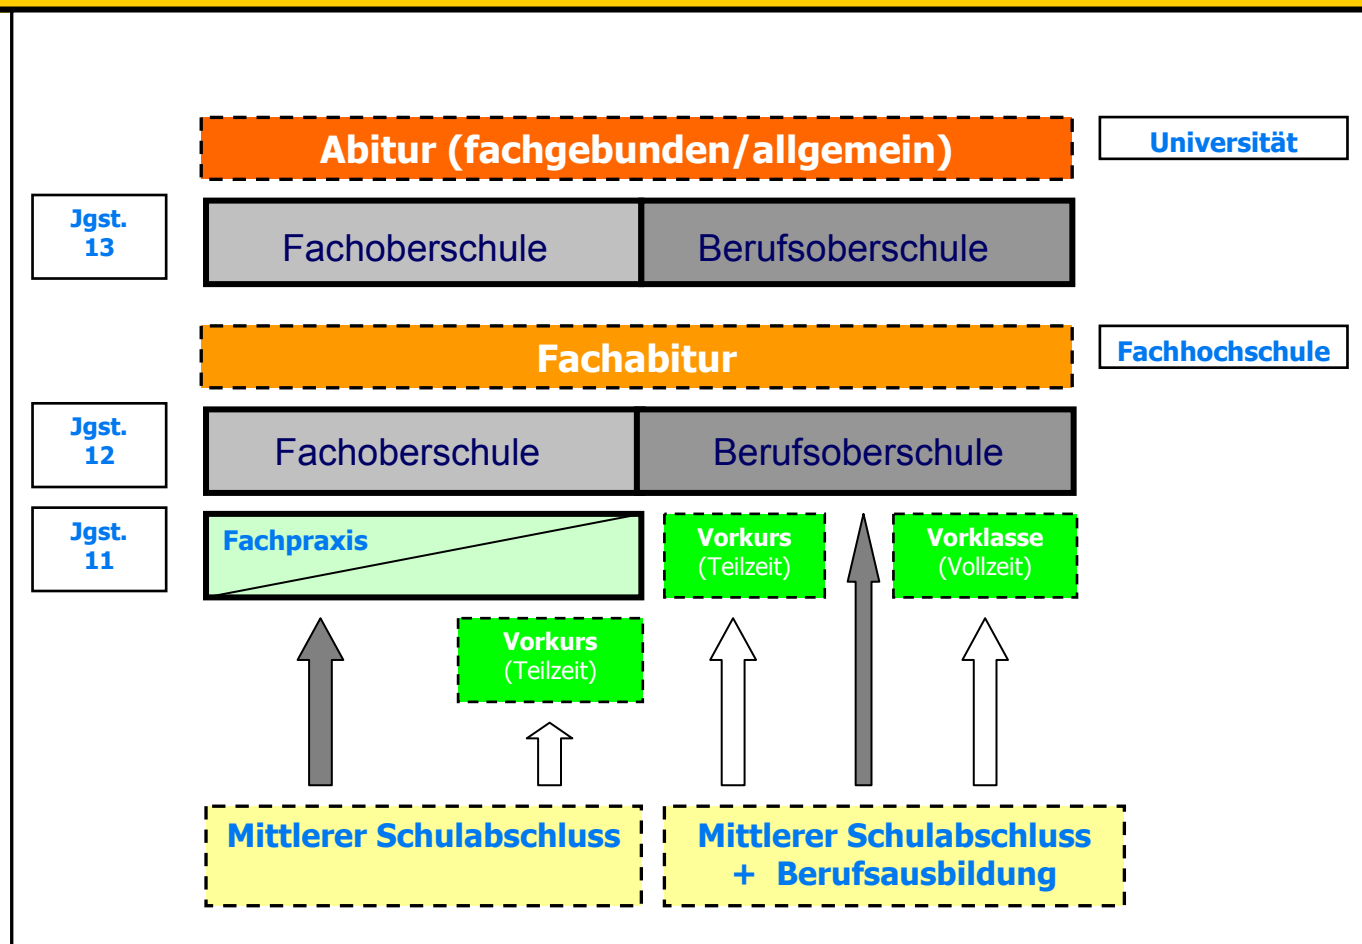 Abitur (fachgebunden/allgemein)
Universität
Jgst.
13
Fachoberschule
Berufsoberschule
Fachabitur
Fachhochschule
Jgst.
12
Fachoberschule
Berufsoberschule
Jgst.
11
Fachpraxis
Vorkurs
(Teilzeit)
Vorklasse
(Vollzeit)
Vorkurs
(Teilzeit)
Mittlerer Schulabschluss
Mittlerer Schulabschluss
+ Berufsausbildung